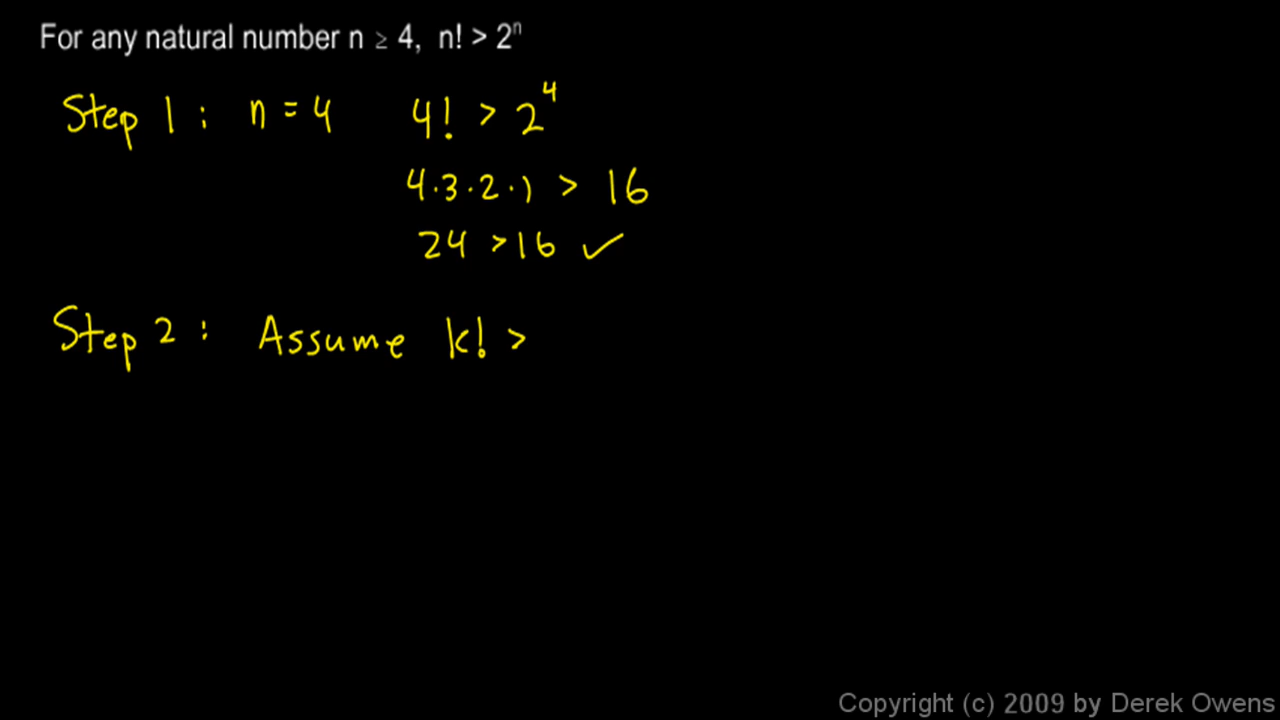 For any natural number n ≥ 4, n! > 2ⁿ
Step 1: n = 4 4! > 2⁴
4·3·2·1 > 16
24 > 16 ✓
Step 2: Assume k! >
Copyright (c) 2009 by Derek Owens